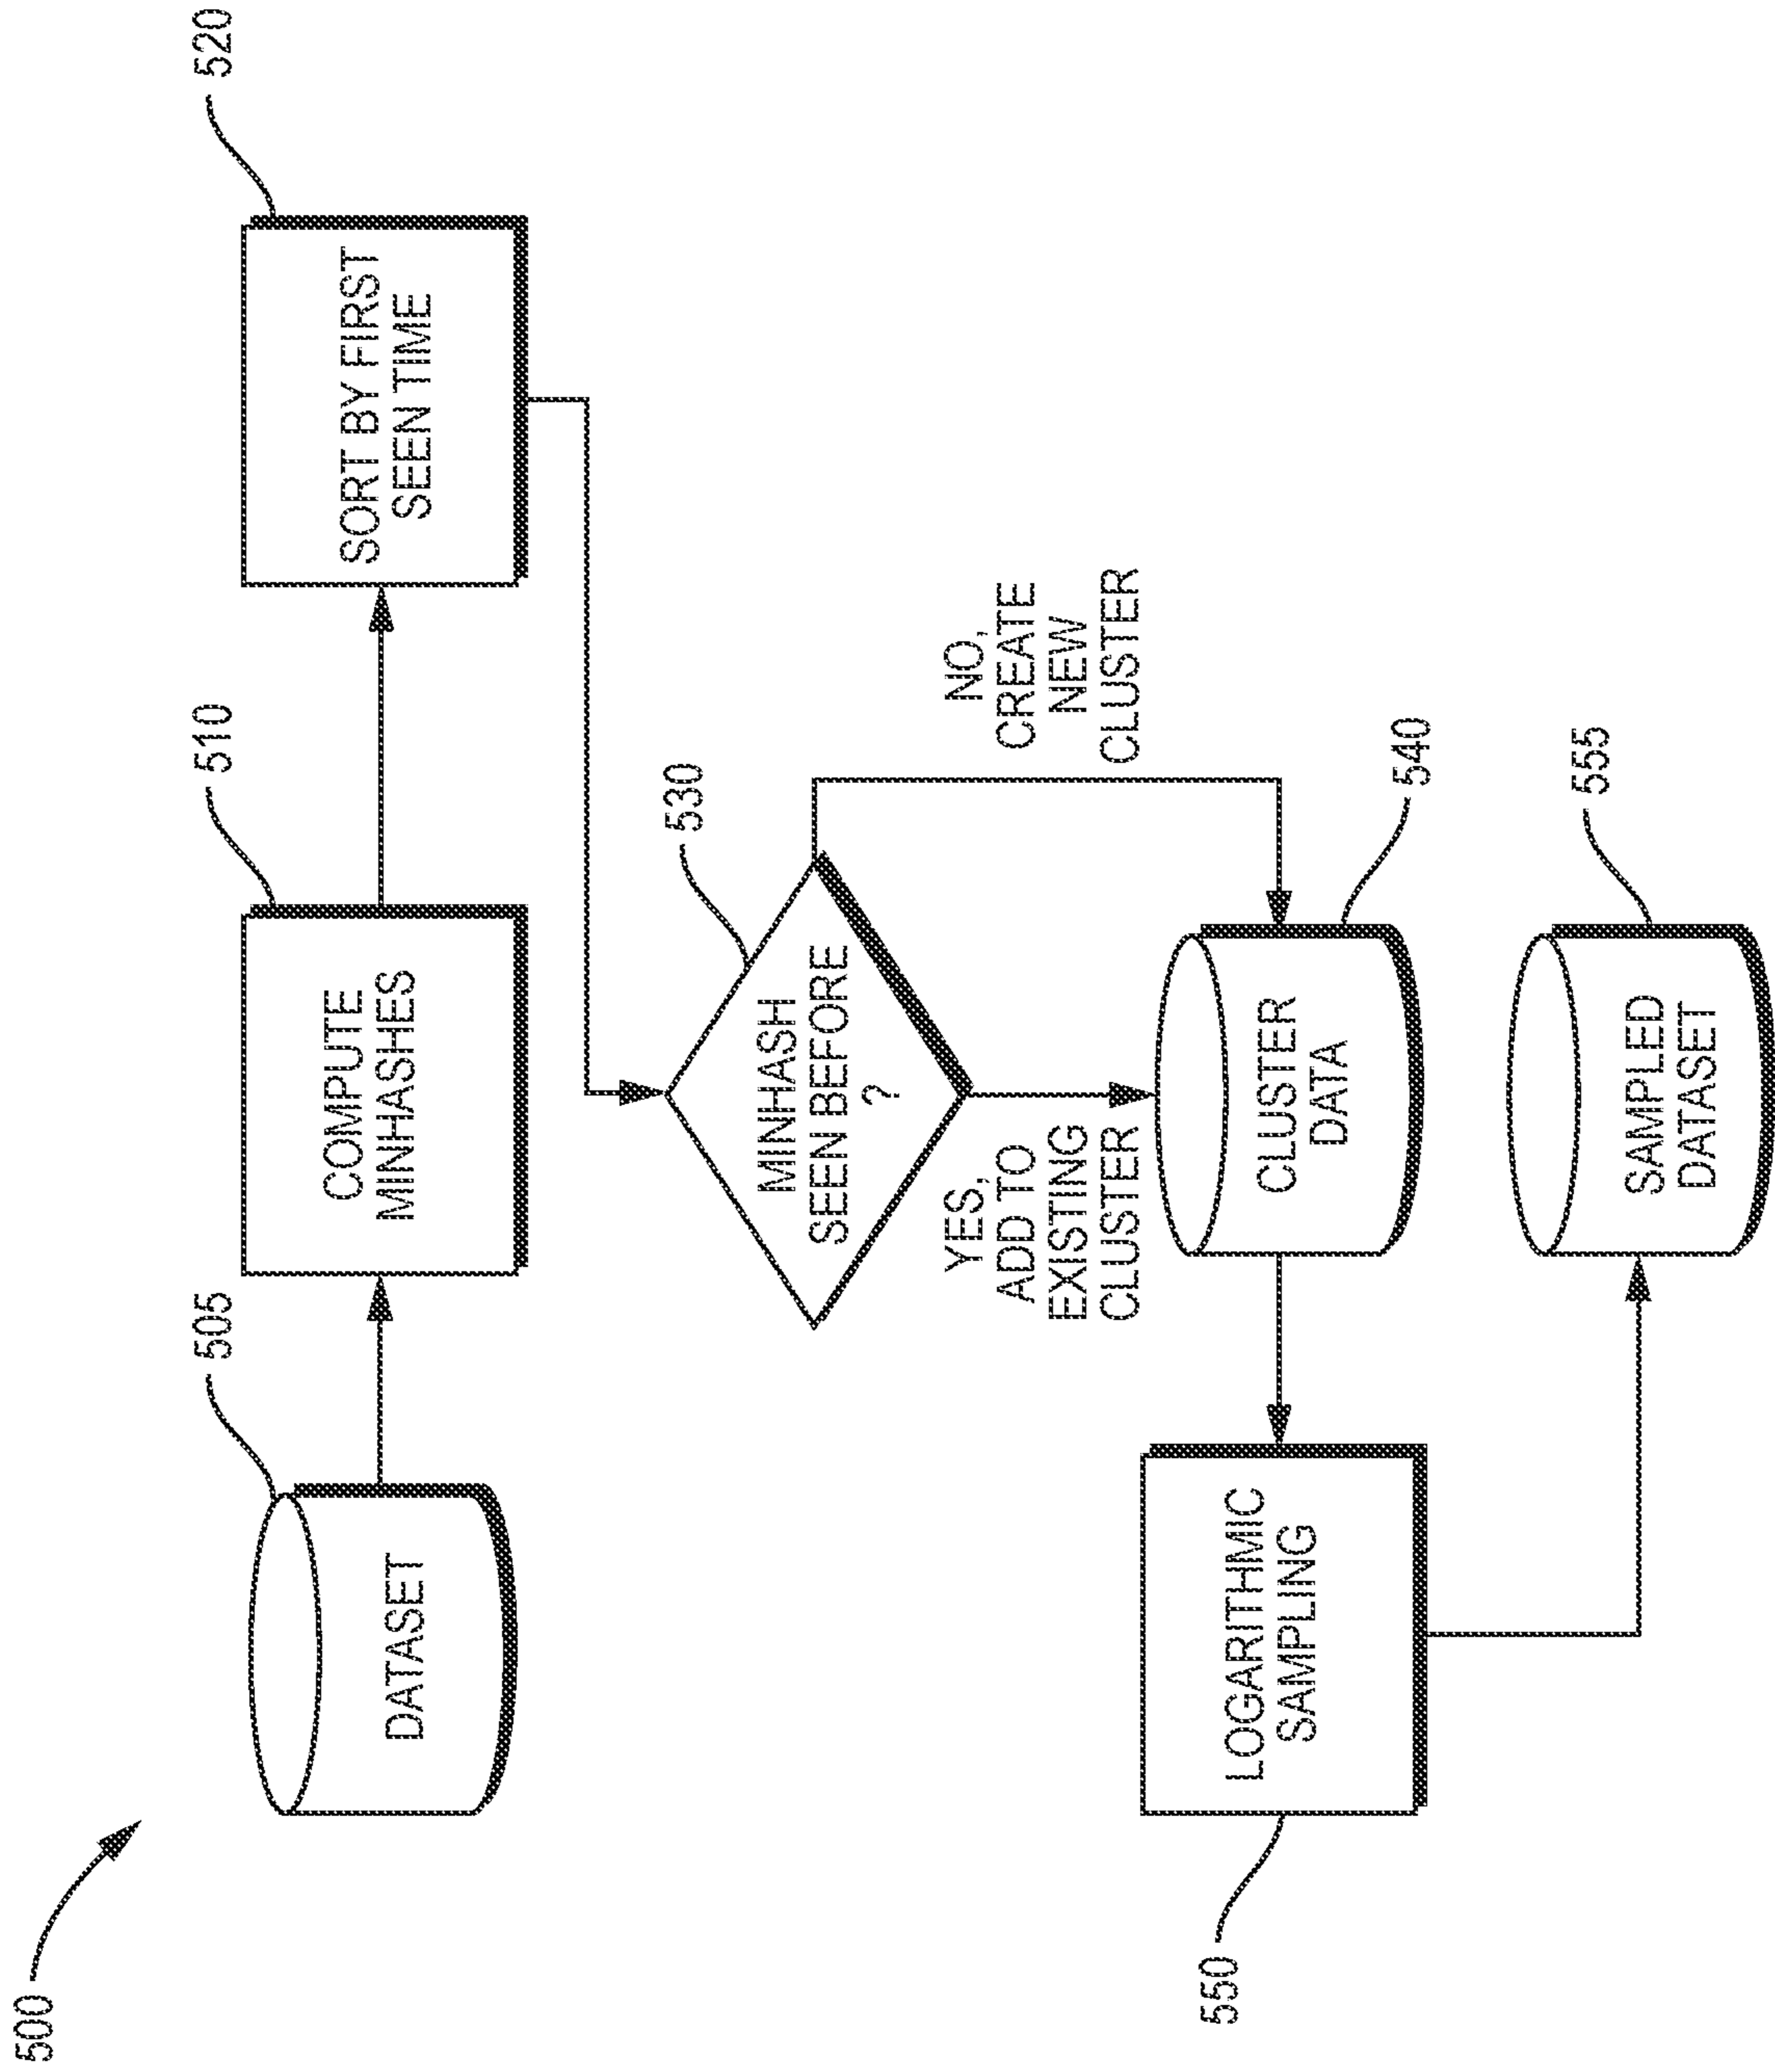 500
505
DATASET
510
COMPUTE
MINHASHES
520
SORT BY FIRST
SEEN TIME
530
MINHASH
SEEN BEFORE
?
YES,
ADD TO
EXISTING
CLUSTER
NO,
CREATE
NEW
CLUSTER
540
CLUSTER
DATA
550
LOGARITHMIC
SAMPLING
555
SAMPLED
DATASET